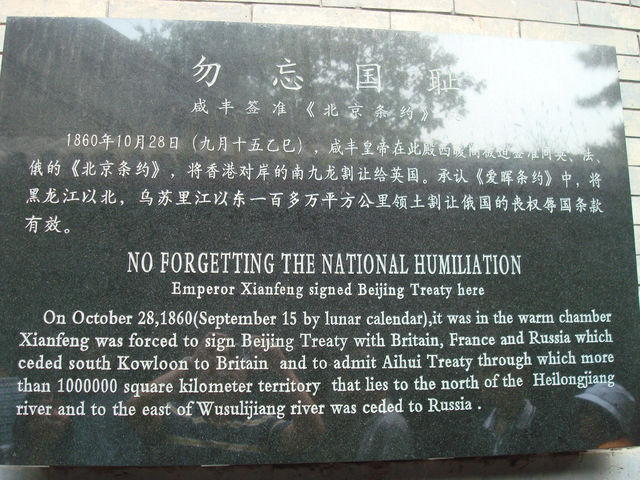 勿忘国耻
咸丰签准《北京条约》
1860年10月28日（九月十五乙巳），咸丰皇帝在此殿西暖阁被迫签准同英、法、
俄的《北京条约》，将香港对岸的南九龙割让给英国。承认《爱晖条约》中，将
黑龙江以北，乌苏里江以东一百多万平方公里领土割让俄国的丧权辱国条款
有效。
NO FORGETTING THE NATIONAL HUMILIATION
Emperor Xianfeng signed Beijing Treaty here
On October 28,1860(September 15 by lunar calendar),it was in the warm chamber
Xianfeng was forced to sign Beijing Treaty with Britain, France and Russia which
ceded south Kowloon to Britain and to admit Aihui Treaty through which more
than 1000000 square kilometer territory that lies to the north of the Heilongjiang
river and to the east of Wusulijiang river was ceded to Russia .